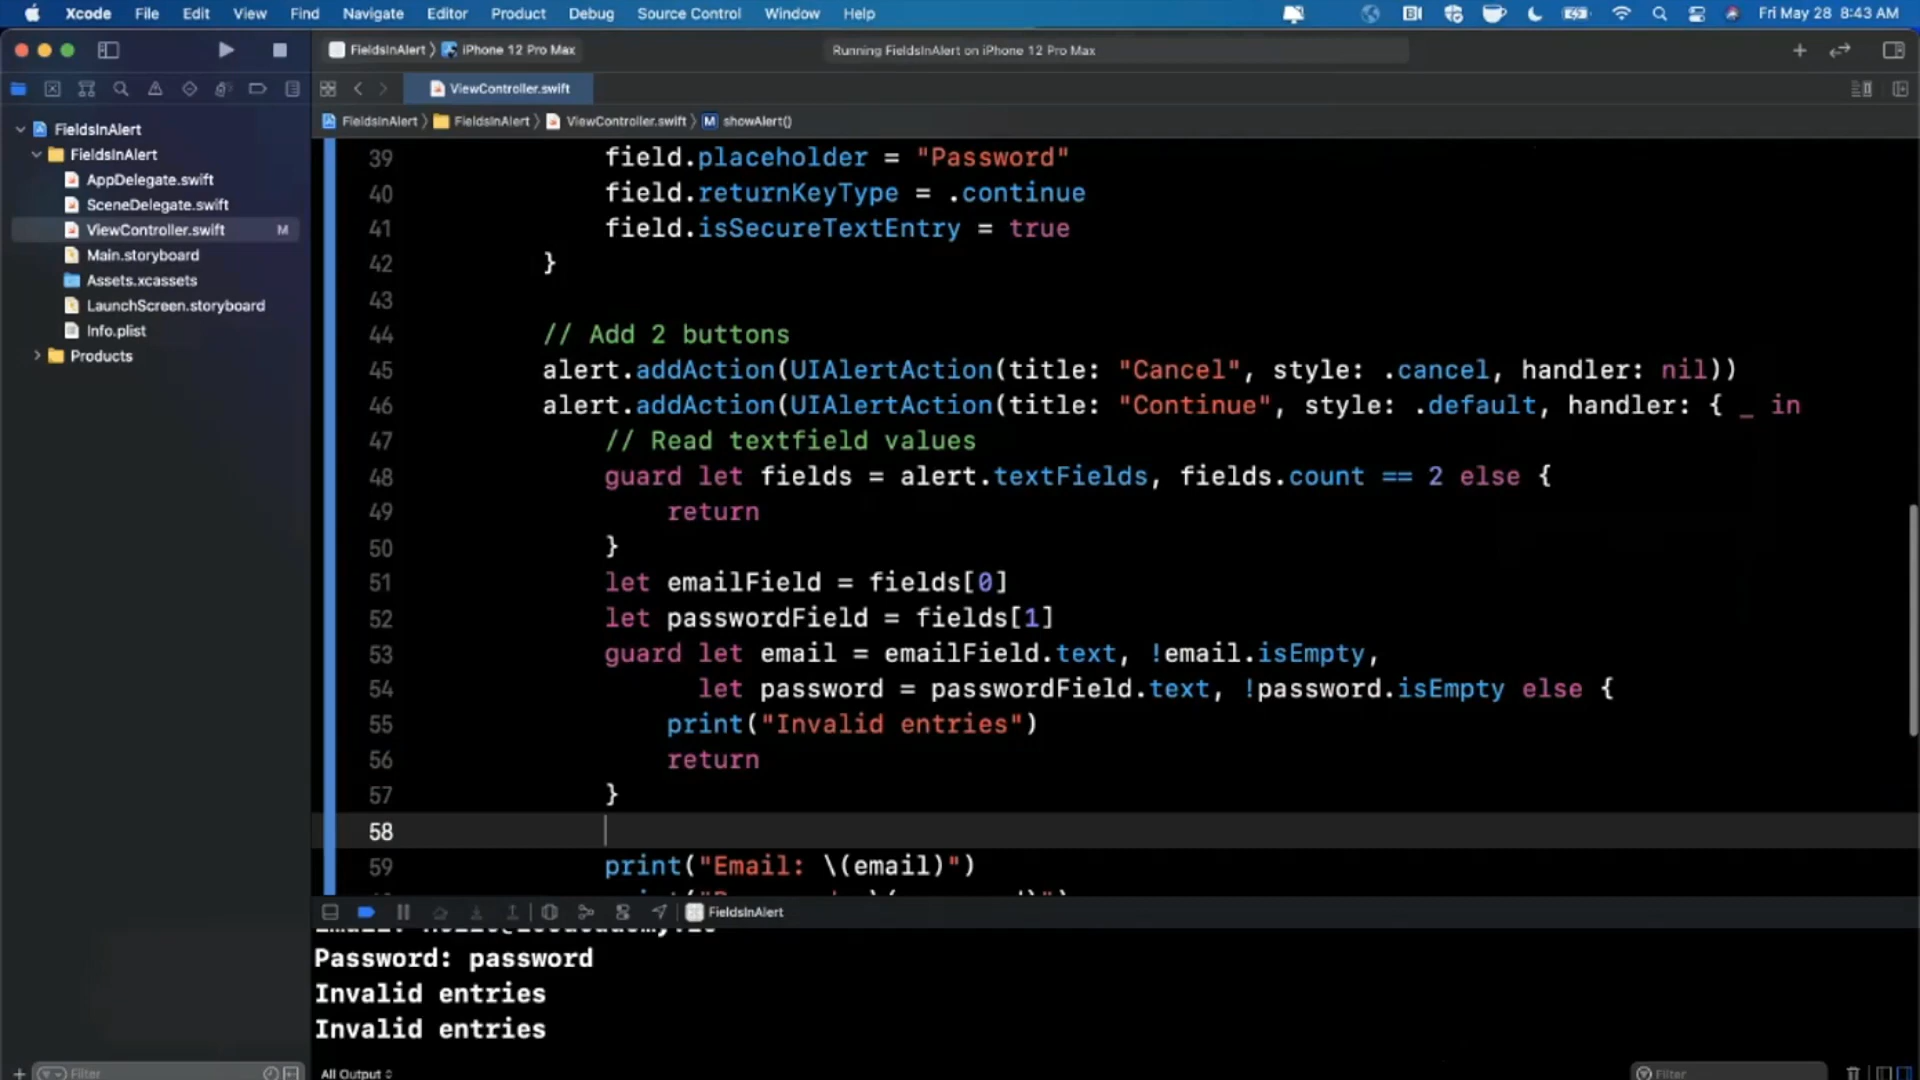 Xcode File Edit View Find Navigate Editor Product Debug Source Control Window Help Fri May 28 8:43 AM
FieldsInAlert 〉 iPhone 12 Pro Max Running FieldsInAlert on iPhone 12 Pro Max
ViewController.swift
FieldsInAlert 〉 FieldsInAlert 〉 ViewController.swift 〉 M showAlert()
FieldsInAlert
FieldsInAlert
AppDelegate.swift
SceneDelegate.swift
ViewController.swift M
Main.storyboard
Assets.xcassets
LaunchScreen.storyboard
Info.plist
Products
Filter
39 field.placeholder = "Password"
40 field.returnKeyType = .continue
41 field.isSecureTextEntry = true
42 }
43
44 // Add 2 buttons
45 alert.addAction(UIAlertAction(title: "Cancel", style: .cancel, handler: nil))
46 alert.addAction(UIAlertAction(title: "Continue", style: .default, handler: { _ in
47 // Read textfield values
48 guard let fields = alert.textFields, fields.count == 2 else {
49 return
50 }
51 let emailField = fields[0]
52 let passwordField = fields[1]
53 guard let email = emailField.text, !email.isEmpty,
54 let password = passwordField.text, !password.isEmpty else {
55 print("Invalid entries")
56 return
57 }
58
59 print("Email: \(email)")
FieldsInAlert
Password: password
Invalid entries
Invalid entries
All Output
Filter